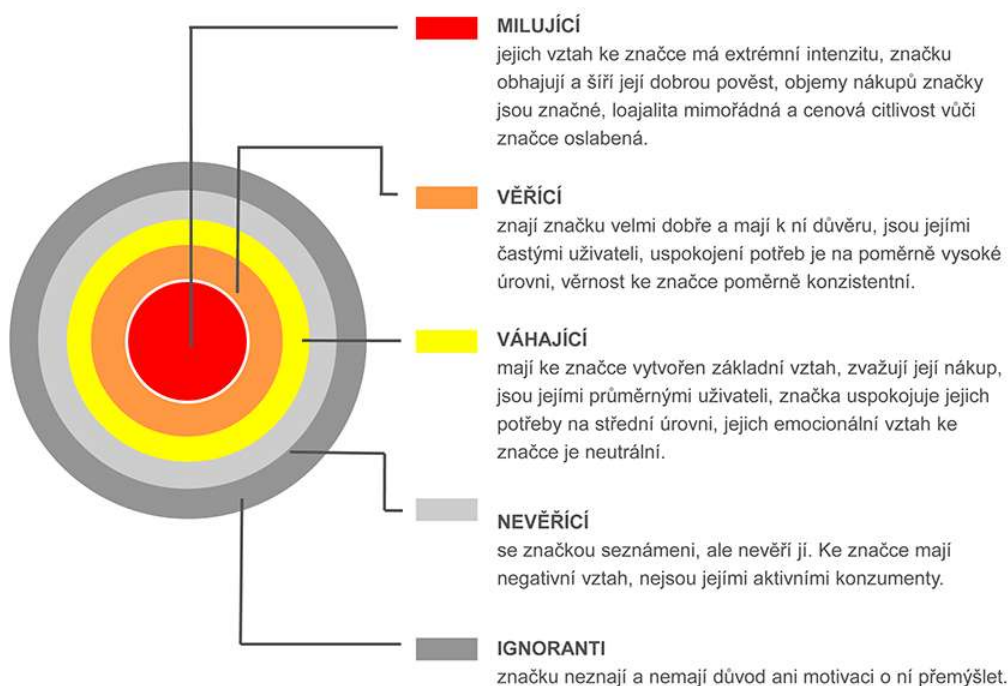 MILUJÍCÍ
jejich vztah ke značce má extrémní intenzitu, značku
obhajují a šíří její dobrou pověst, objemy nákupů značky
jsou značné, loajalita mimořádná a cenová citlivost vůči
značce oslabená.
VĚŘÍCÍ
znají značku velmi dobře a mají k ní důvěru, jsou jejími
častými uživateli, uspokojení potřeb je na poměrně vysoké
úrovni, věrnost ke značce poměrně konzistentní.
VÁHAJÍCÍ
mají ke značce vytvořen základní vztah, zvažují její nákup,
jsou jejími průměrnými uživateli, značka uspokojuje jejich
potřeby na střední úrovni, jejich emocionální vztah ke
značce je neutrální.
NEVĚŘÍCÍ
se značkou seznámeni, ale nevěří jí. Ke značce mají
negativní vztah, nejsou jejími aktivními konzumenty.
IGNORANTI
značku neznají a nemají důvod ani motivaci o ní přemýšlet.